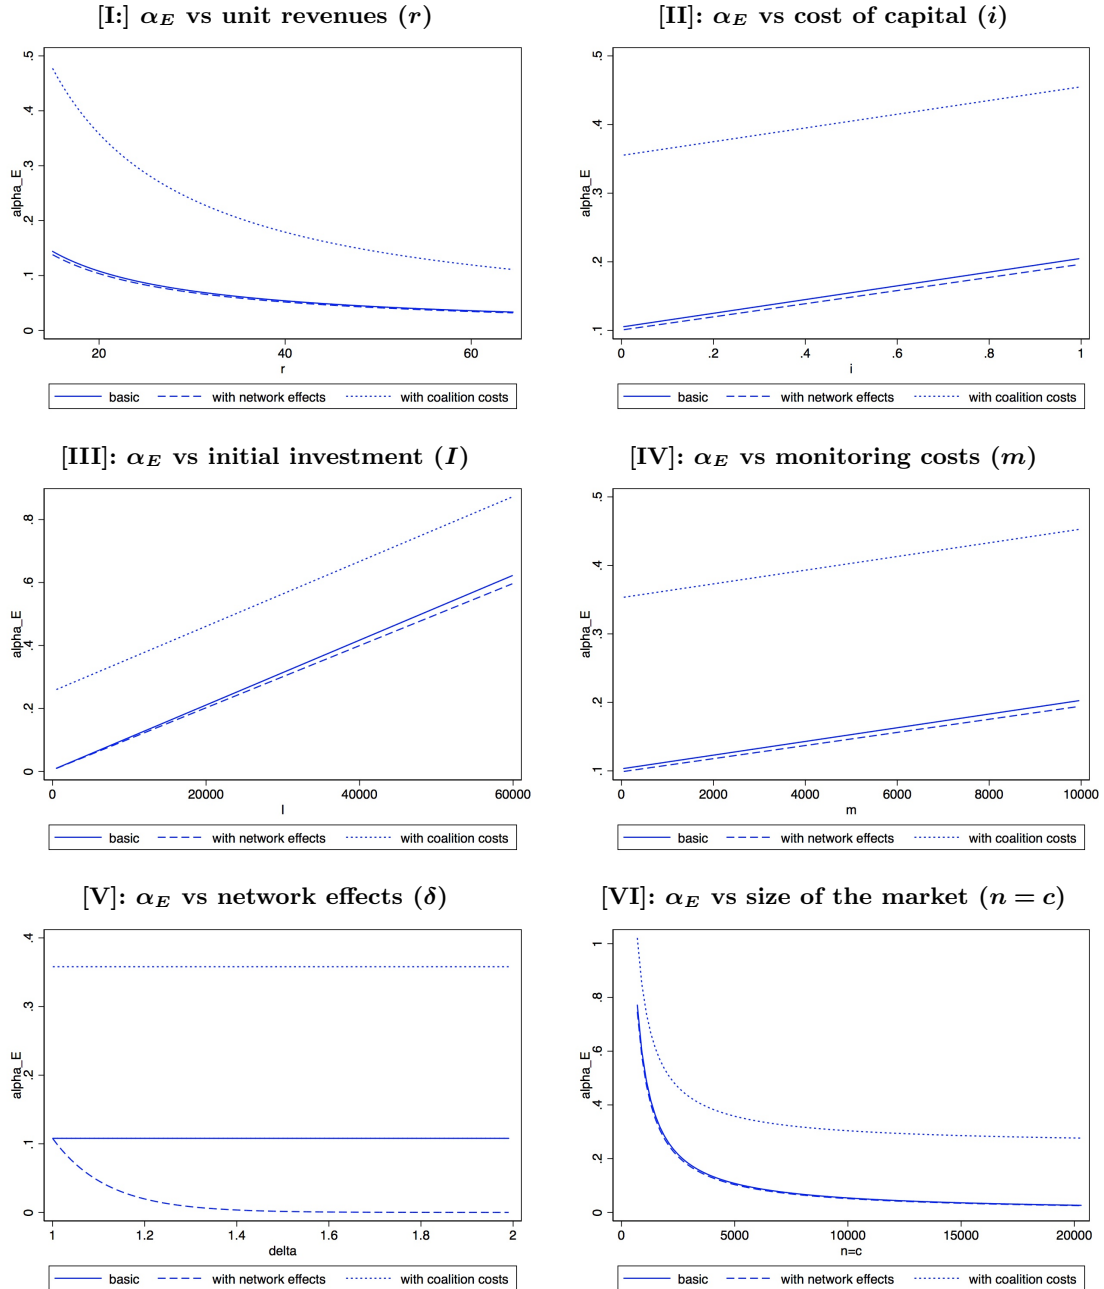 [I:] α_E vs unit revenues (r)
.5
.4
.3
.2
.1
0
alpha_E
20 40 60
r
basic with network effects with coalition costs
[II]: α_E vs cost of capital (i)
.5
.4
.3
.2
.1
alpha_E
0 .2 .4 .6 .8 1
i
basic with network effects with coalition costs
[III]: α_E vs initial investment (I)
.8
.6
.4
.2
0
alpha_E
0 20000 40000 60000
I
basic with network effects with coalition costs
[IV]: α_E vs monitoring costs (m)
.5
.4
.3
.2
.1
alpha_E
0 2000 4000 6000 8000 10000
m
basic with network effects with coalition costs
[V]: α_E vs network effects (δ)
.4
.3
.2
.1
0
alpha_E
1 1.2 1.4 1.6 1.8 2
delta
basic with network effects with coalition costs
[VI]: α_E vs size of the market (n = c)
1
.8
.6
.4
.2
0
alpha_E
0 5000 10000 15000 20000
n=c
basic with network effects with coalition costs